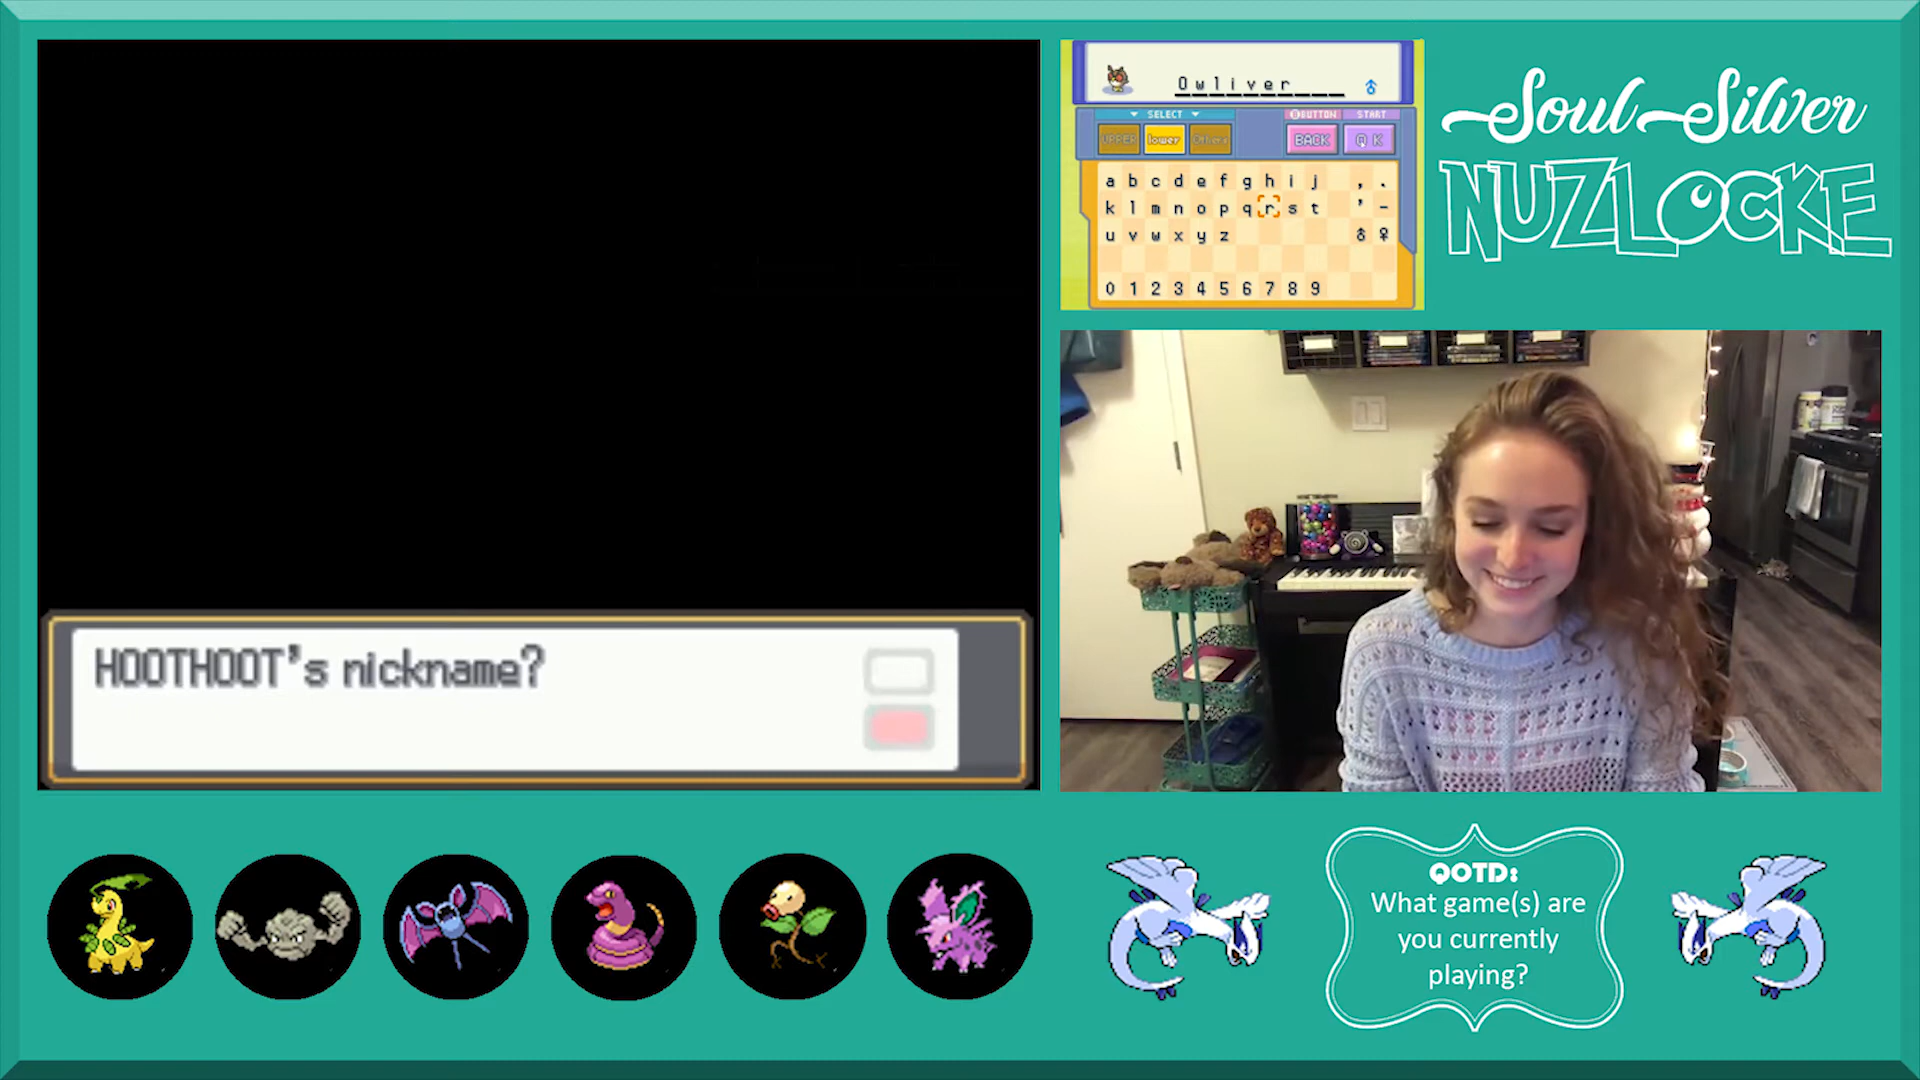 HOOTHOOT's nickname?
Owliver
♂
SELECT
BUTTON
START
UPPER
lower
Others
BACK
OK
a b c d e f g h i j , .
k l m n o p q r s t ' -
u v w x y z ♂ ♀
0 1 2 3 4 5 6 7 8 9
Soul Silver
NUZLOCKE
QOTD:
What game(s) are
you currently
playing?